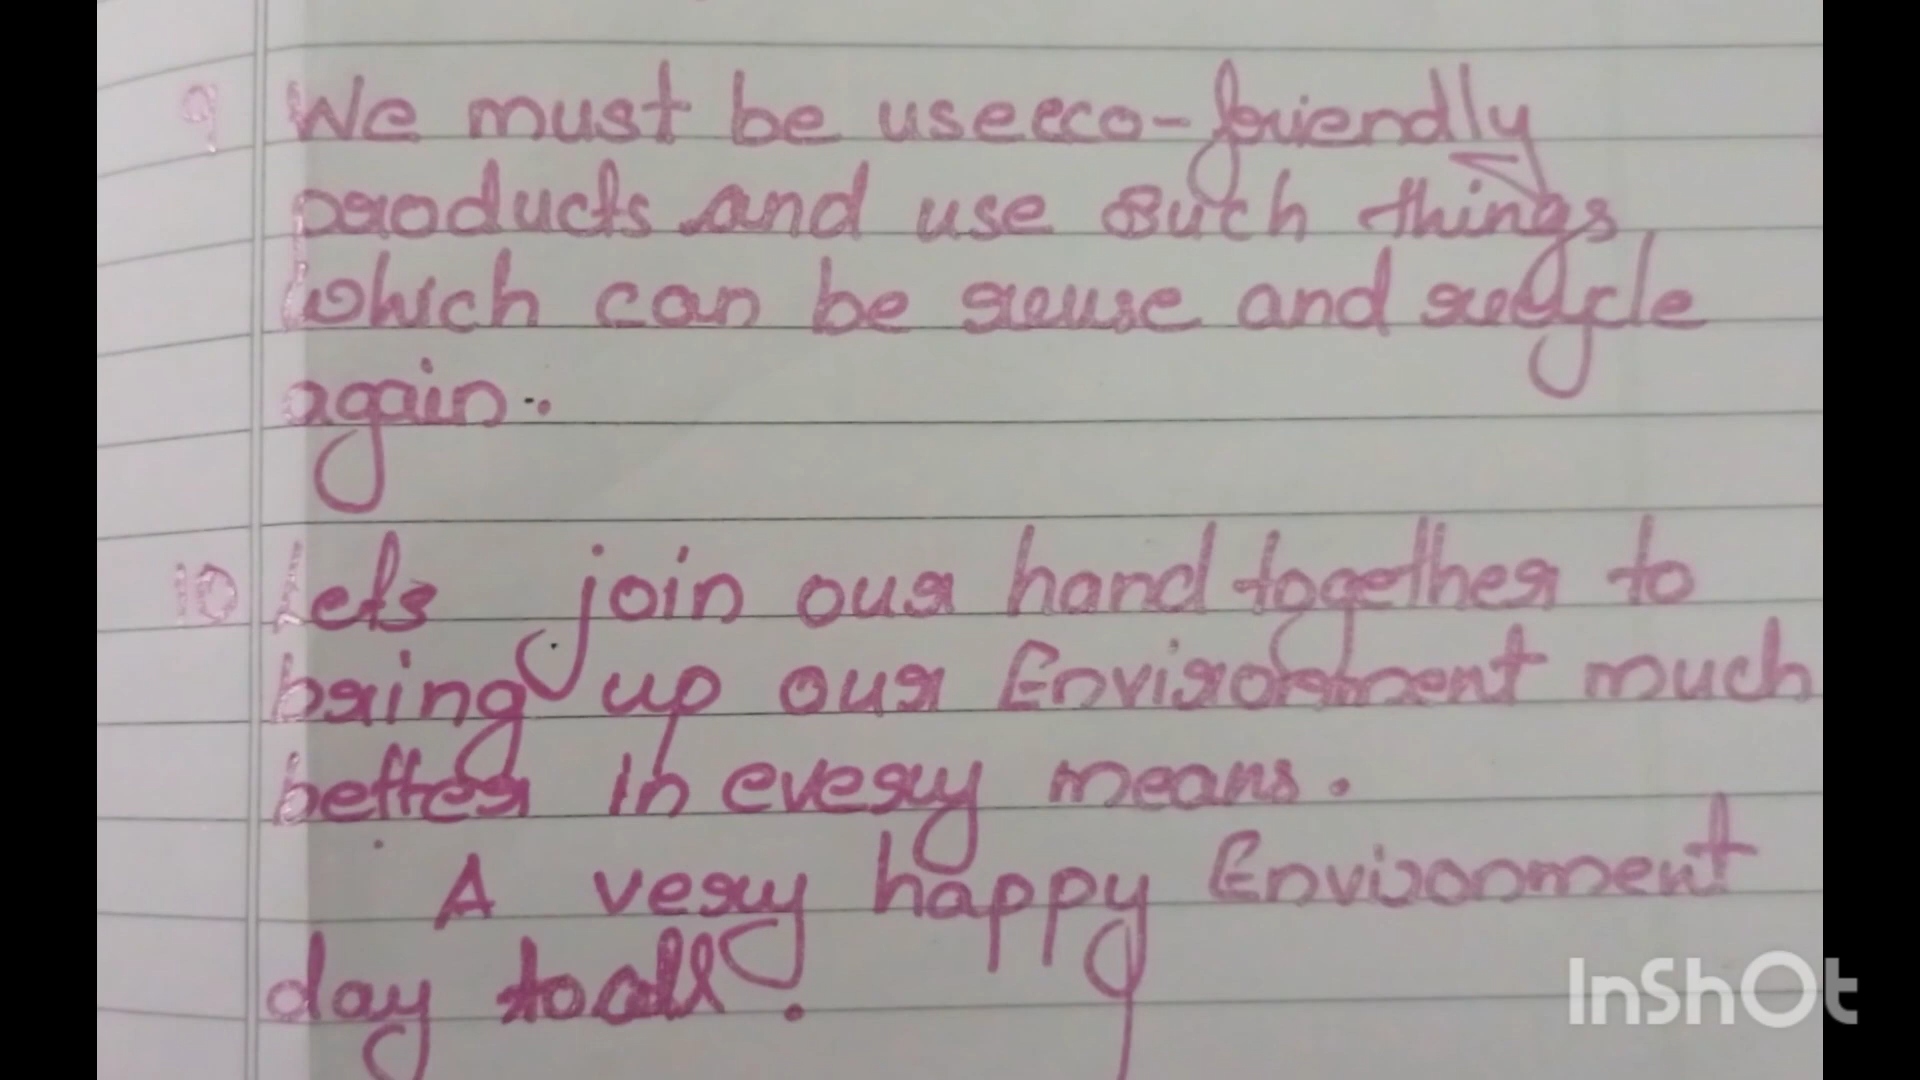 9 We must be use eco-friendly
products and use such things
which can be reuse and recycle
again..
10 Lets join our hand together to
bring up our Environment much
better in every means.
A very happy Environment
day to all.
InShOt